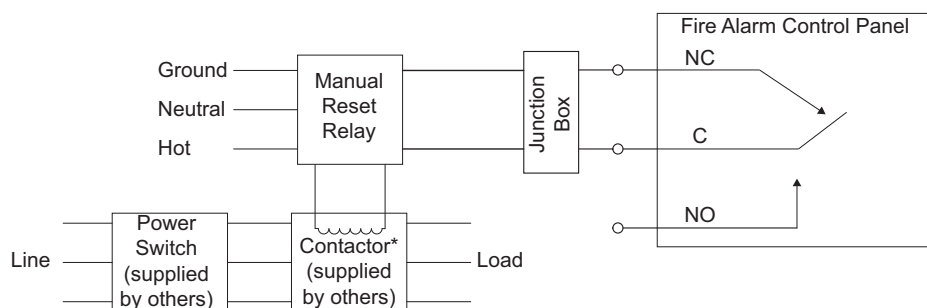 Fire Alarm Control Panel
Ground
Neutral
Hot
Manual
Reset
Relay
Junction
Box
NC
C
NO
Line
Power
Switch
(supplied
by others)
Contactor*
(supplied
by others)
Load